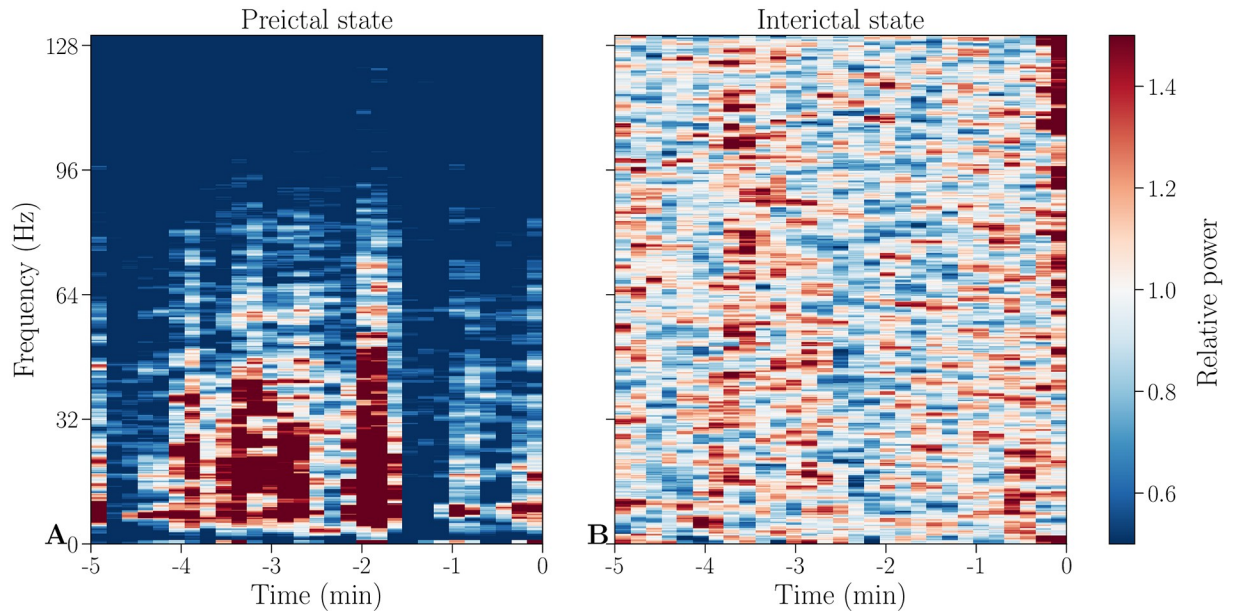 Preictal state
Interictal state
128
96
64
32
0
Frequency (Hz)
A
-5
-4
-3
-2
-1
0
Time (min)
B
-5
-4
-3
-2
-1
0
Time (min)
1.4
1.2
1.0
0.8
0.6
Relative power